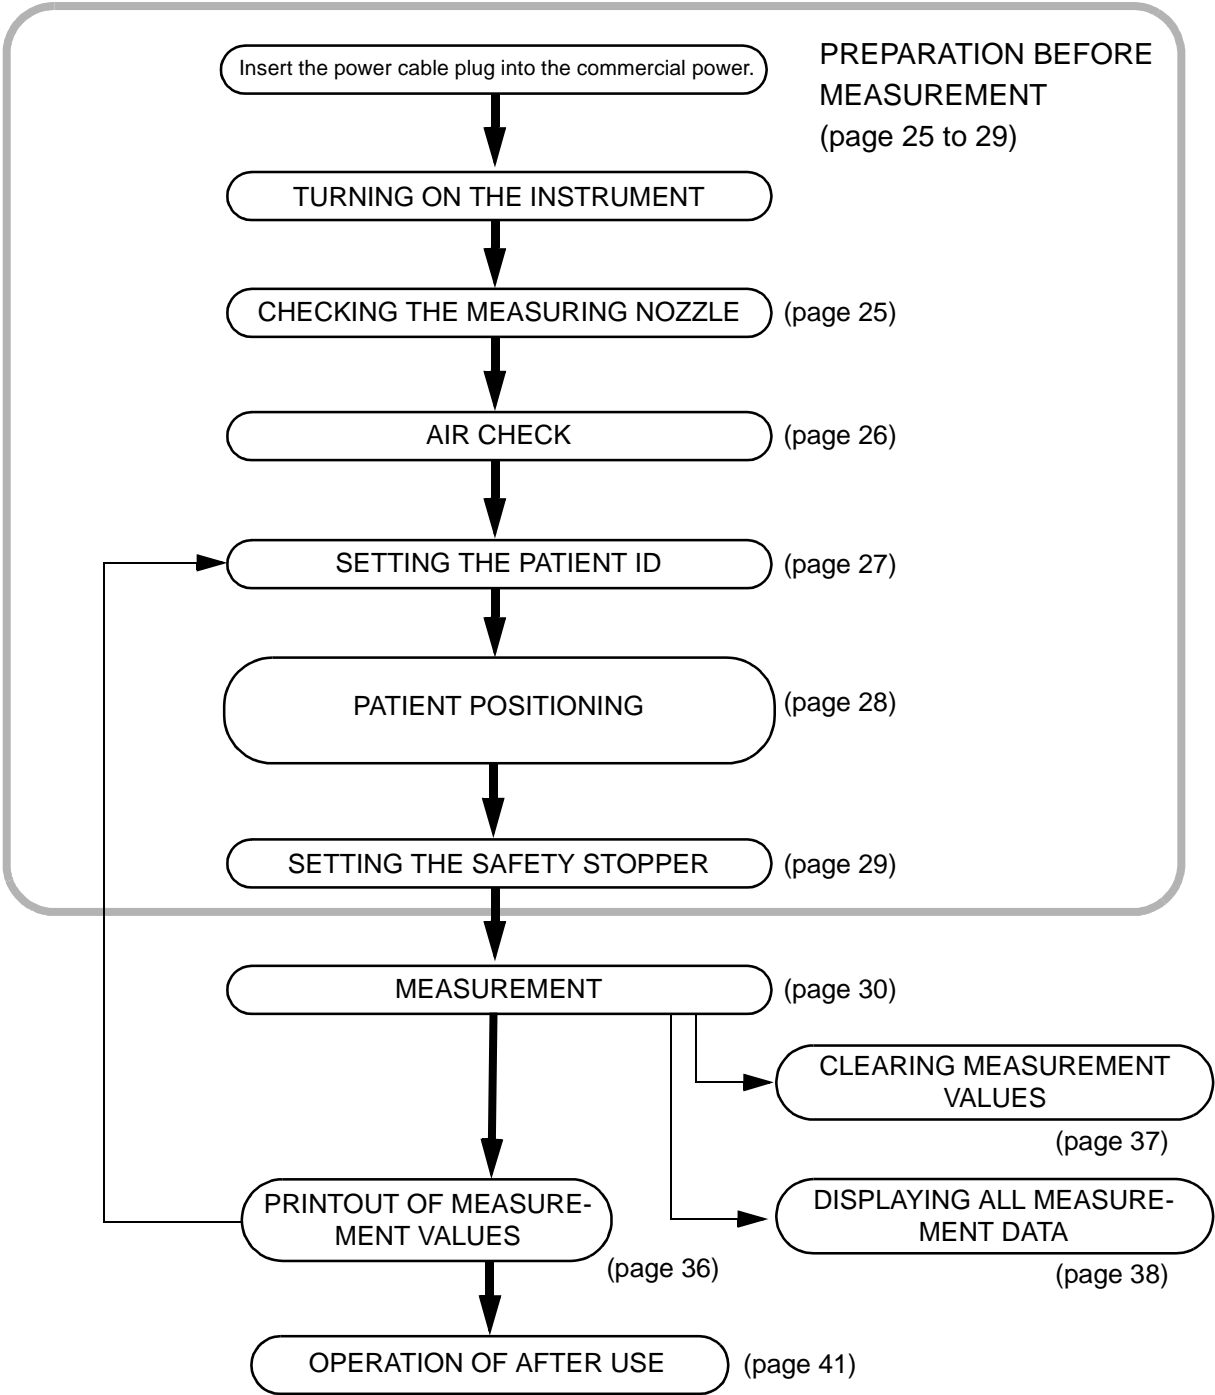 PREPARATION BEFORE
MEASUREMENT
(page 25 to 29)
Insert the power cable plug into the commercial power.
TURNING ON THE INSTRUMENT
CHECKING THE MEASURING NOZZLE (page 25)
AIR CHECK (page 26)
SETTING THE PATIENT ID (page 27)
PATIENT POSITIONING (page 28)
SETTING THE SAFETY STOPPER (page 29)
MEASUREMENT (page 30)
CLEARING MEASUREMENT
VALUES
(page 37)
DISPLAYING ALL MEASURE-
MENT DATA
(page 38)
PRINTOUT OF MEASURE-
MENT VALUES
(page 36)
OPERATION OF AFTER USE (page 41)